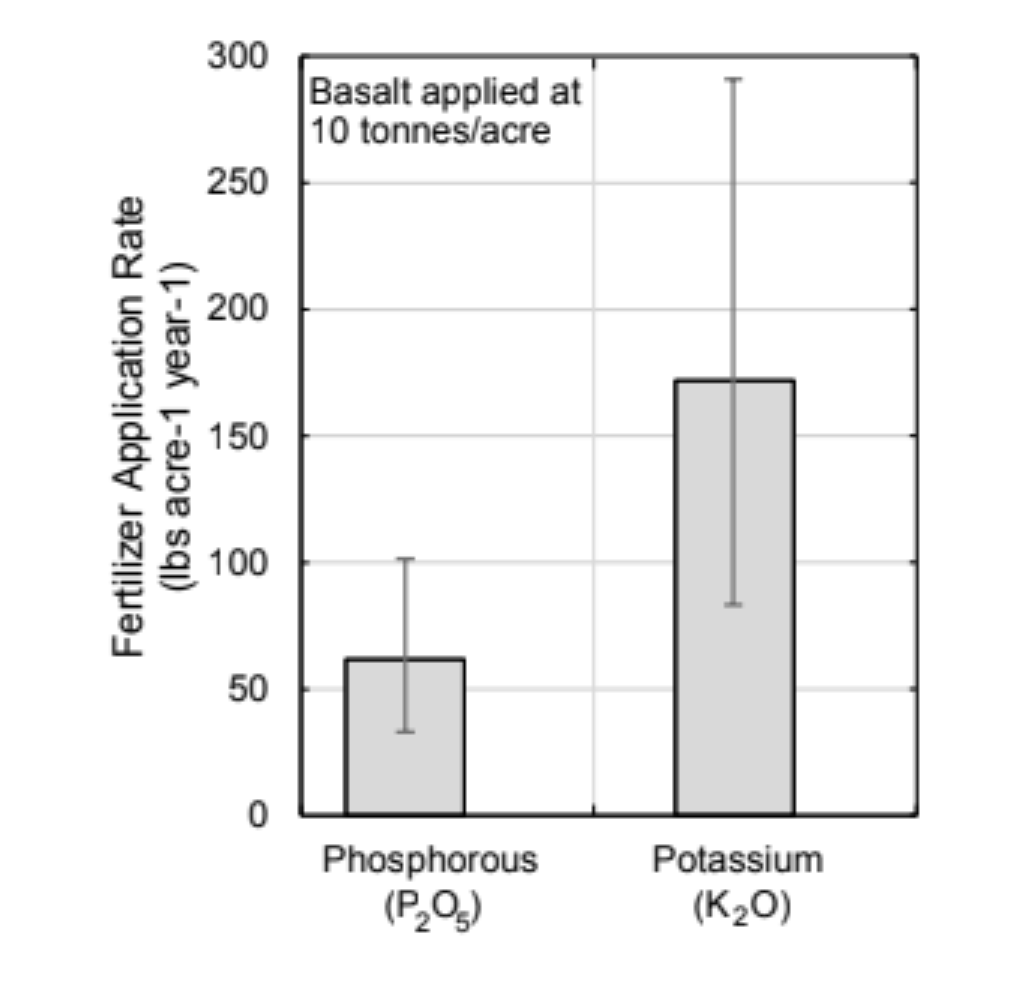 300
Basalt applied at
10 tonnes/acre
250
200
150
100
50
0
Fertilizer Application Rate
(lbs acre-1 year-1)
Phosphorous
(P₂O₅)
Potassium
(K₂O)